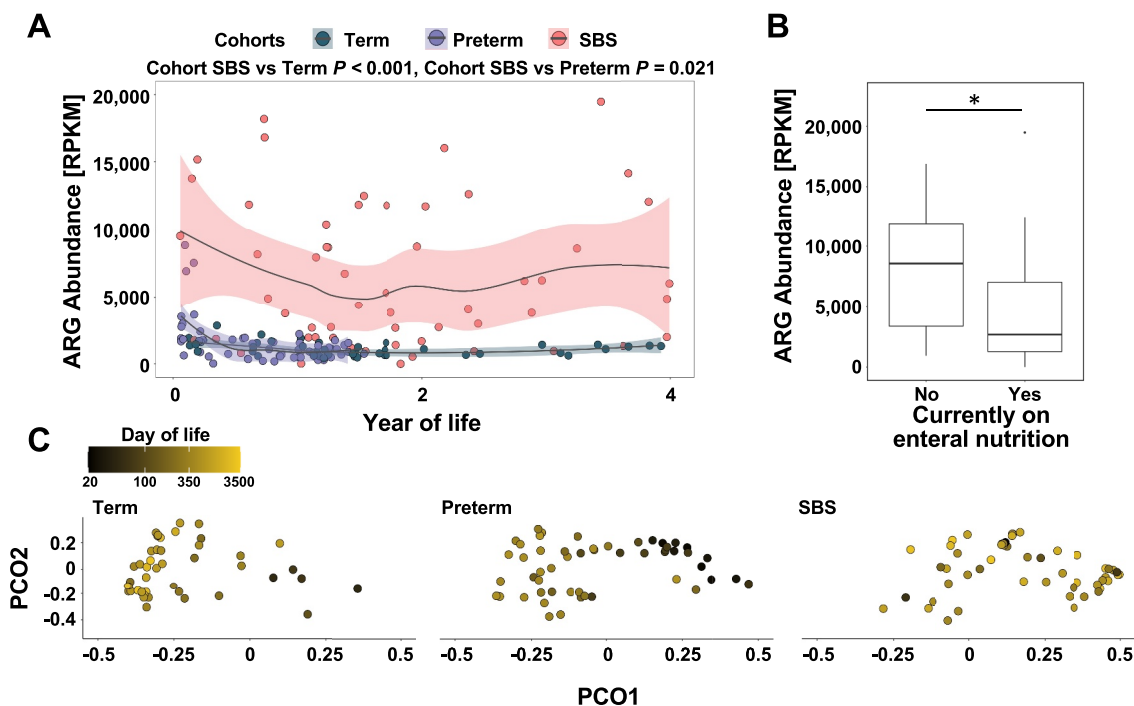 A
Cohorts Term Preterm SBS
Cohort SBS vs Term P < 0.001, Cohort SBS vs Preterm P = 0.021
ARG Abundance [RPKM]
20,000
15,000
10,000
5,000
0
0 2 4
Year of life
B
*
ARG Abundance [RPKM]
20,000
15,000
10,000
5,000
0
No Yes
Currently on
enteral nutrition
C
Day of life
20 100 350 3500
Term Preterm SBS
PCO2
0.2
0
-0.2
-0.4
-0.5 -0.25 0 0.25 0.5 -0.5 -0.25 0 0.25 0.5 -0.5 -0.25 0 0.25 0.5
PCO1